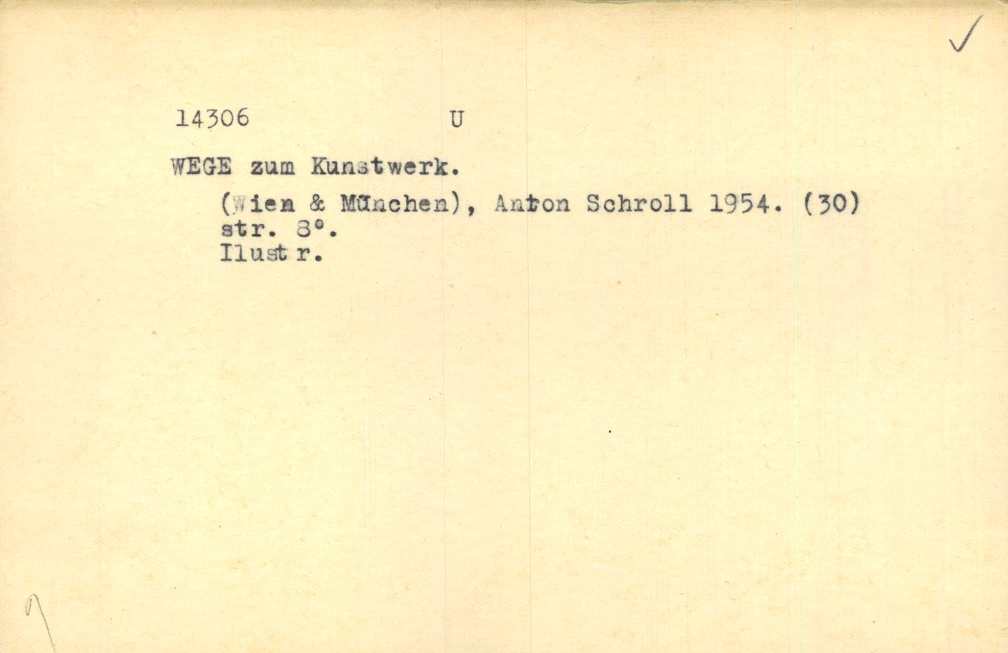 14306 U
WEGE zum Kunstwerk.
(Wien & München), Anton Schroll 1954. (30)
str. 8°.
Ilustr.